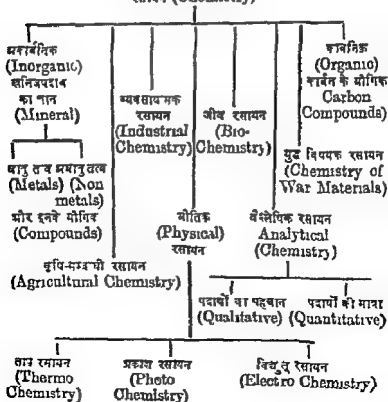 रसायन (Chemistry)
अकार्बनिक
(Inorganic)
खनिजपदार्थ
का ज्ञान
(Mineral)
धातु तत्व अधातुतत्व
(Metals) (Non
metals)
और इनके यौगिक
(Compounds)
व्यवसायात्मक
रसायन
(Industrial
Chemistry)
जीव रसायन
(Bio-
Chemistry)
कार्बनिक
(Organic)
कार्बन के यौगिक
Carbon
Compounds)
युद्ध विषयक रसायन
(Chemistry of
War Materials)
भौतिक
(Physical)
रसायन
वैश्लेषिक रसायन
Analytical
(Chemistry)
कृषि-सम्बन्धी रसायन
(Agricultural Chemistry)
पदार्थों का पहचान
(Qualitative)
पदार्थों की मात्रा
(Quantitative)
ताप रसायन
(Thermo
Chemistry)
प्रकाश रसायन
(Photo
Chemistry)
विद्युत् रसायन
(Electro Chemistry)